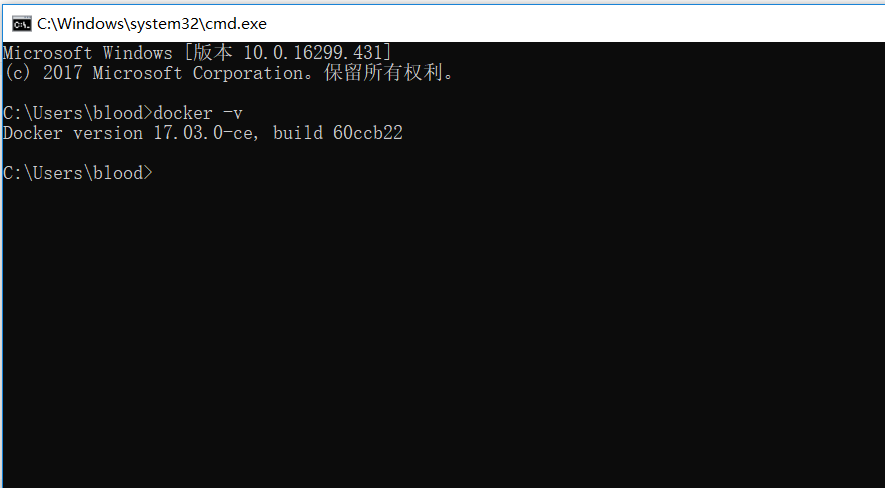 C:\Windows\system32\cmd.exe
Microsoft Windows [版本 10.0.16299.431]
(c) 2017 Microsoft Corporation。保留所有权利。
C:\Users\blood>docker -v
Docker version 17.03.0-ce, build 60ccb22
C:\Users\blood>